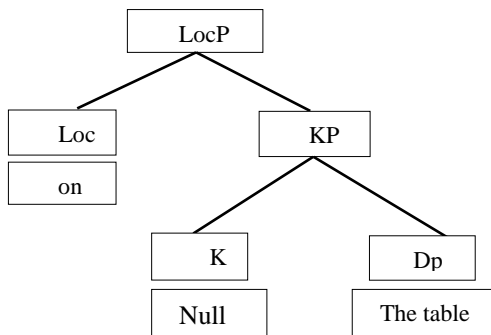 LocP
Loc
KP
on
K
Dp
Null
The table